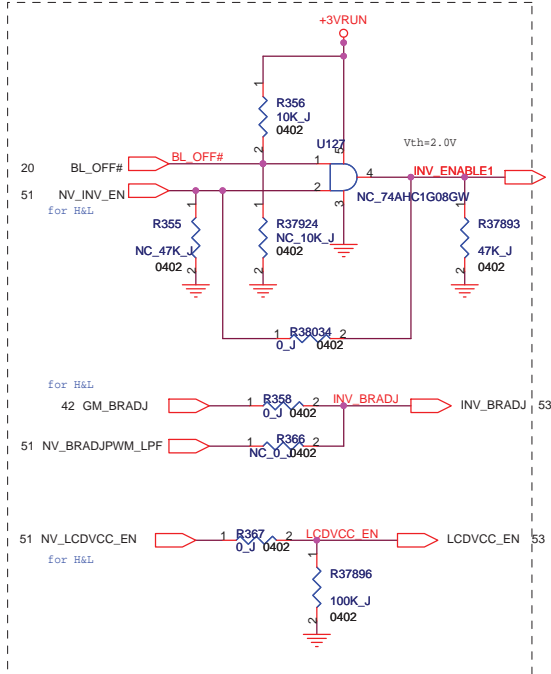 +3VRUN
1
R356
10K_J
2
0402
U127
5
Vth=2.0V
20 BL_OFF# BL_OFF# 1
4 INV_ENABLE1
51 NV_INV_EN 2
NC_74AHC1G08GW
for H&L
3
1 1 1
R355 R37924 R37893
NC_47K_J NC_10K_J 47K_J
0402 0402 0402
2 2 2
1 R38034 2
0_J 0402
for H&L
42 GM_BRADJ 1 R358 2 INV_BRADJ INV_BRADJ 53
0_J 0402
51 NV_BRADJPWM_LPF 1 R366 2
NC_0_J 0402
51 NV_LCDVCC_EN 1 R367 2 LCDVCC_EN LCDVCC_EN 53
0_J 0402
for H&L
1
R37896
100K_J
2
0402